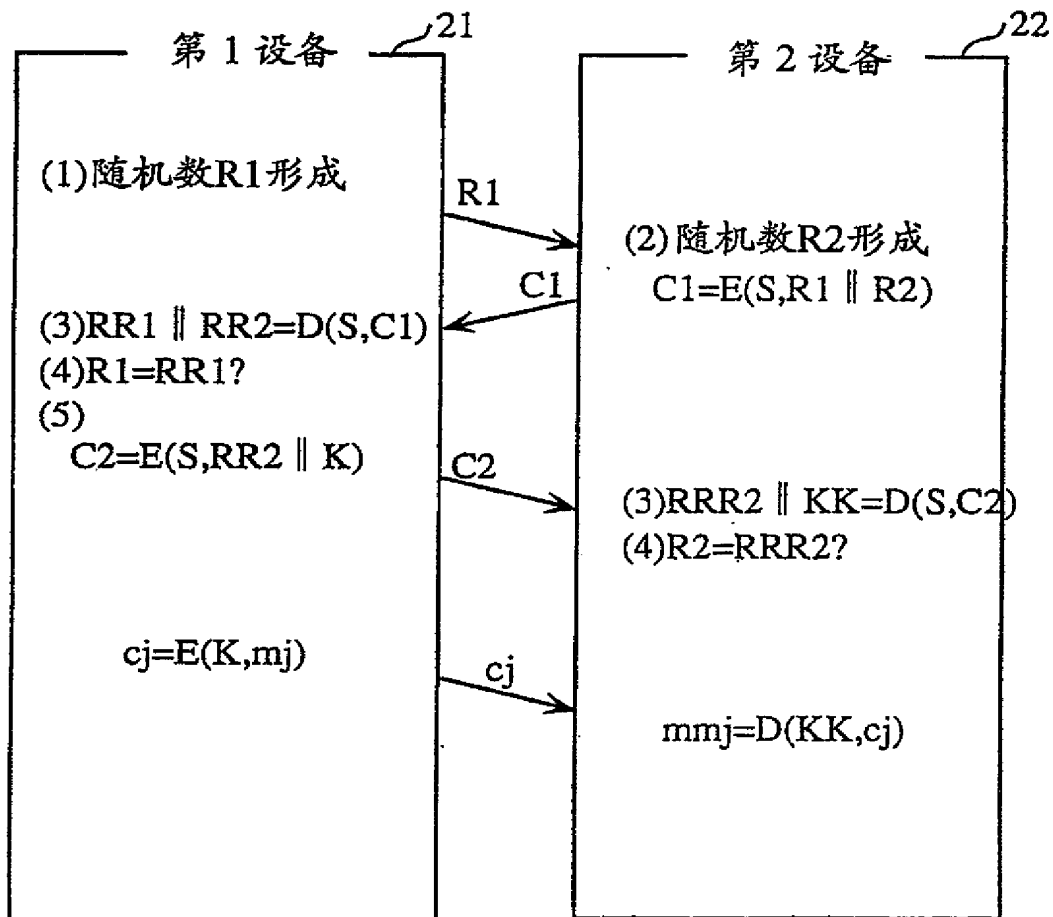 第 1 设备
21
第 2 设备
22
(1)随机数R1形成
R1
(2)随机数R2形成
C1=E(S,R1 ∥ R2)
C1
(3)RR1 ∥ RR2=D(S,C1)
(4)R1=RR1?
(5)
C2=E(S,RR2 ∥ K)
C2
(3)RRR2 ∥ KK=D(S,C2)
(4)R2=RRR2?
cj=E(K,mj)
cj
mmj=D(KK,cj)